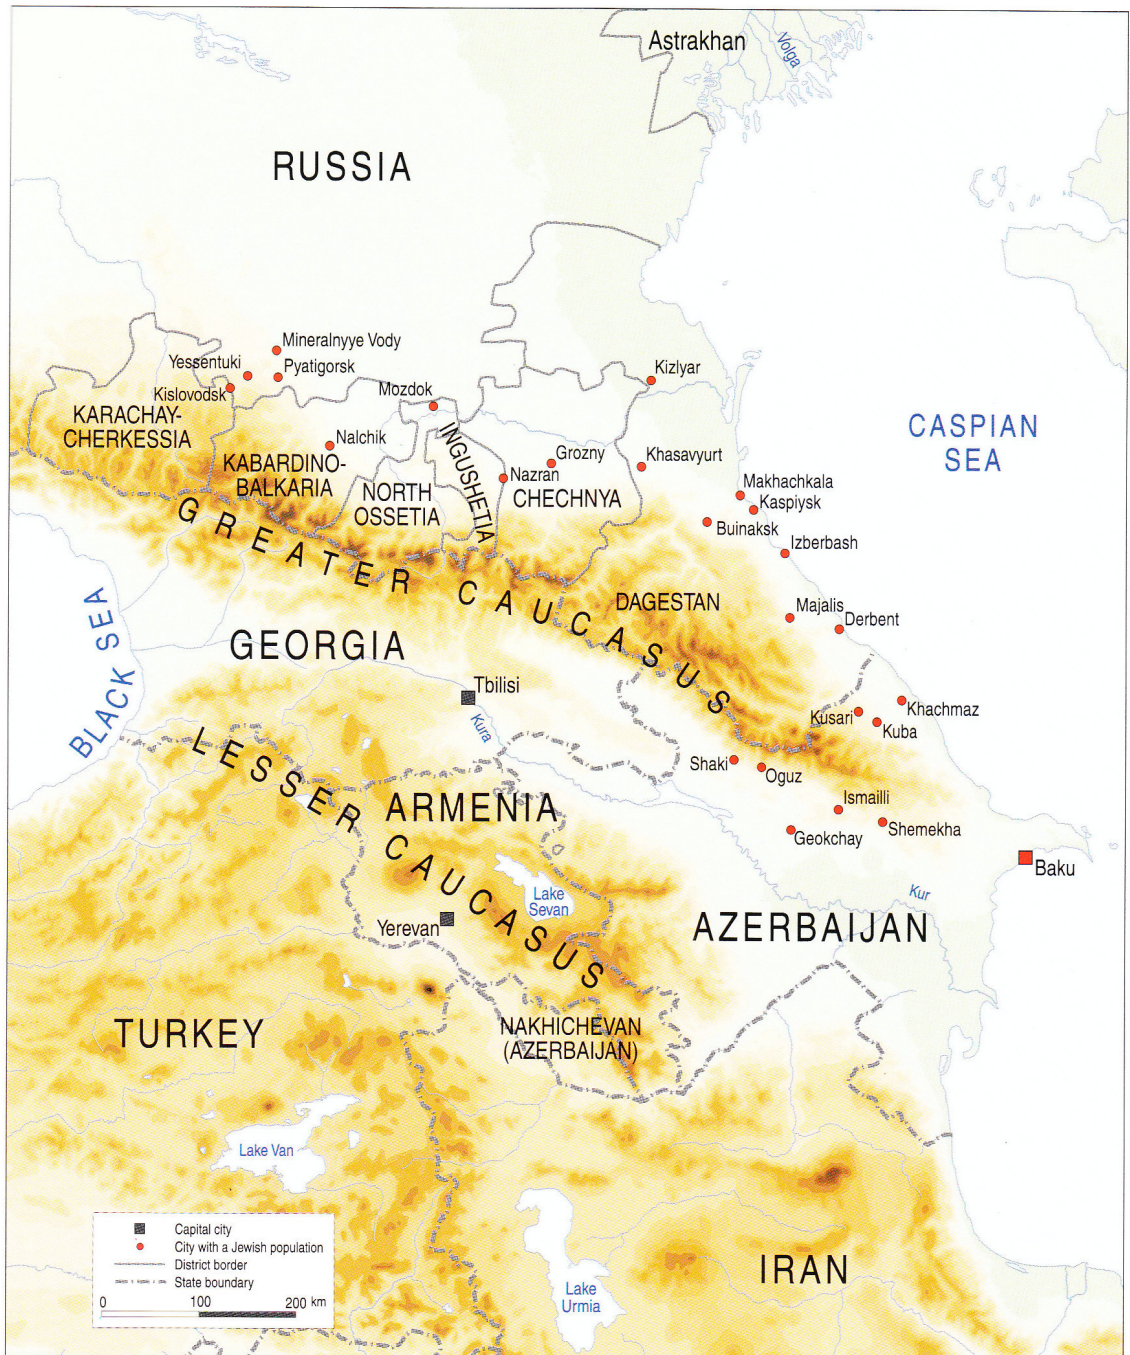 Astrakhan
Volga
RUSSIA
Mineralnyye Vody
Yessentuki
Pyatigorsk
Kislovodsk
Kizlyar
Mozdok
KARACHAY-
CHERKESSIA
CASPIAN
SEA
Nalchik
INGUSHETIA
Grozny
Khasavyurt
KABARDINO-
BALKARIA
Nazran
CHECHNYA
NORTH
OSSETIA
Makhachkala
Kaspiysk
Buinaksk
Izberbash
GREATER CAUCASUS
DAGESTAN
Majalis
Derbent
BLACK SEA
GEORGIA
Tbilisi
Kura
Khachmaz
Kusari
Kuba
Shaki
Oguz
LESSER CAUCASUS
ARMENIA
Ismailli
Shemekha
Geokchay
Baku
Lake
Sevan
Kur
Yerevan
AZERBAIJAN
TURKEY
NAKHICHEVAN
(AZERBAIJAN)
Lake Van
IRAN
Lake
Urmia
Capital city
City with a Jewish population
District border
State boundary
0 100 200 km